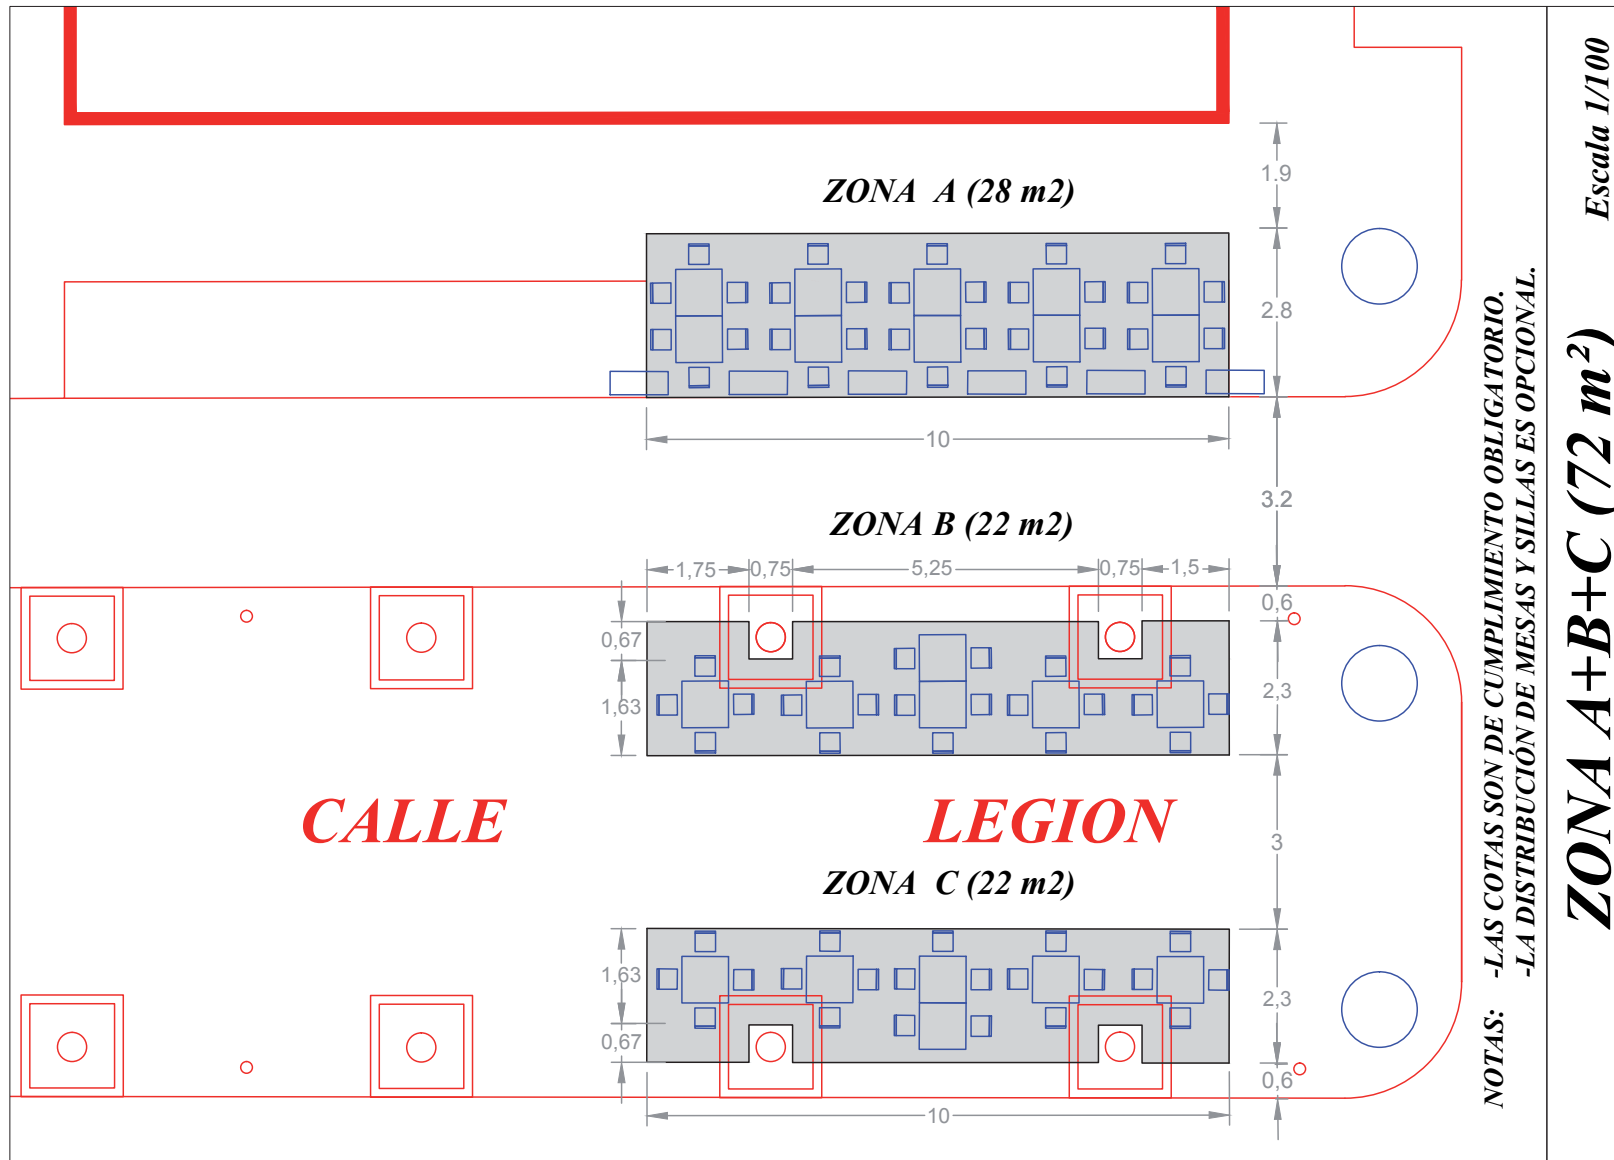 1.9
ZONA A (28 m2)
2.8
10
3.2
ZONA B (22 m2)
1,75 0,75 5,25 0,75 1,5
0,6
0,67
2,3
1,63
CALLE LEGION
3
ZONA C (22 m2)
1,63
2,3
0,67
0,6
10
NOTAS: -LAS COTAS SON DE CUMPLIMIENTO OBLIGATORIO.
-LA DISTRIBUCIÓN DE MESAS Y SILLAS ES OPCIONAL.
ZONA A+B+C (72 m²)
Escala 1/100